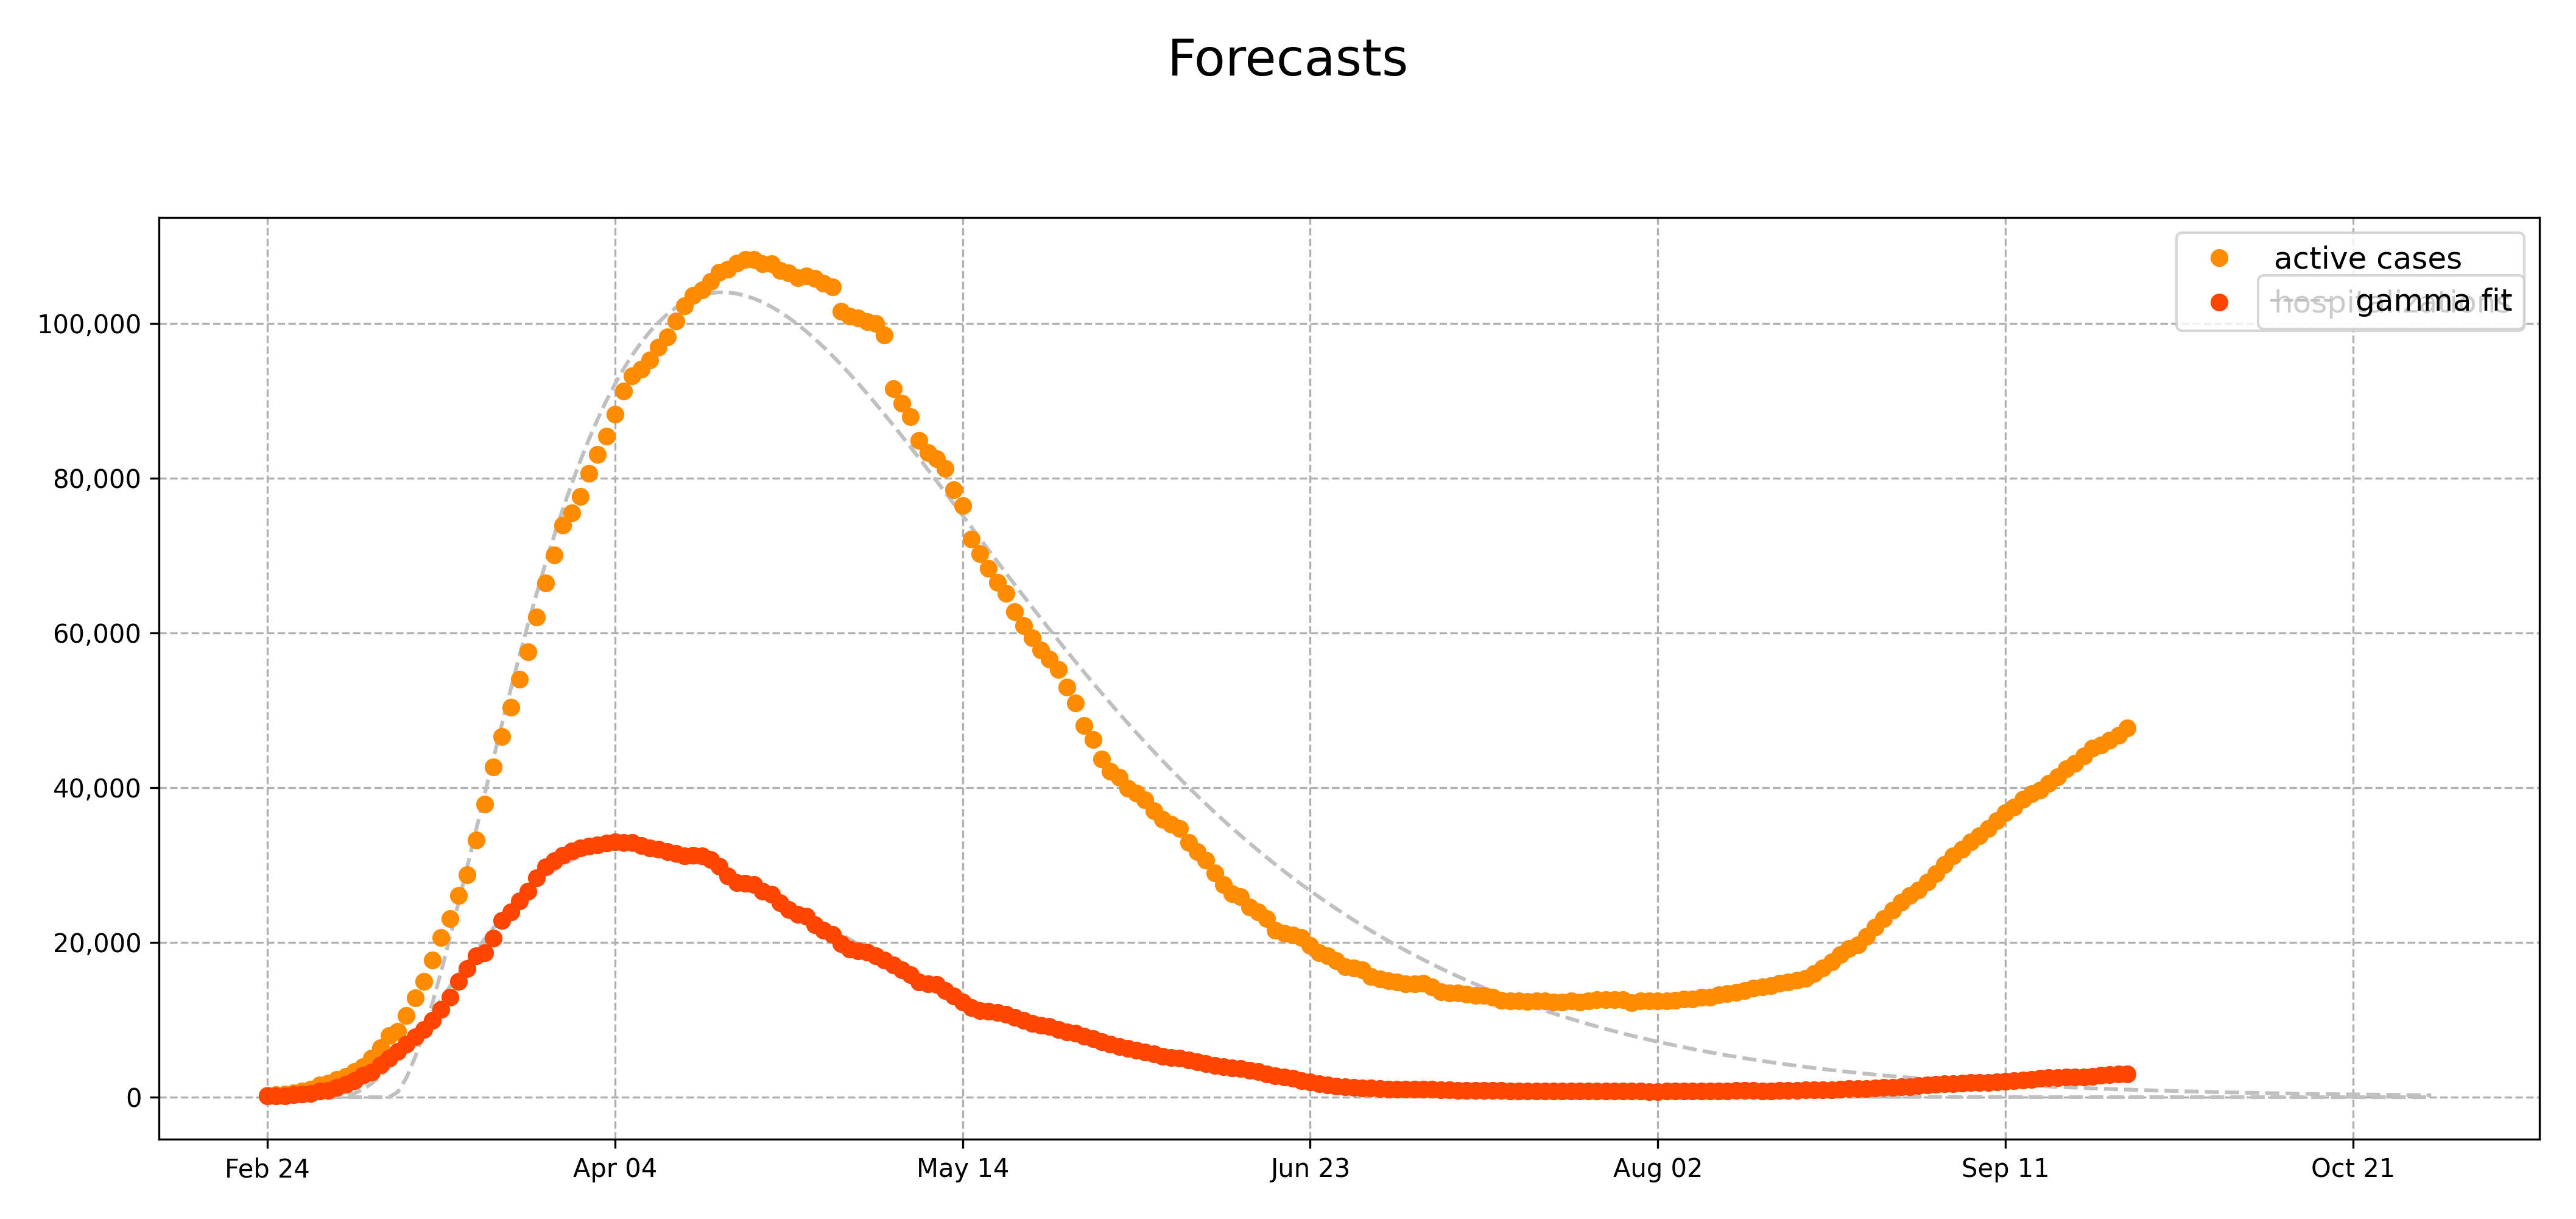 Forecasts
active cases
hospitalizations
gamma fit
100,000
80,000
60,000
40,000
20,000
0
Feb 24
Apr 04
May 14
Jun 23
Aug 02
Sep 11
Oct 21